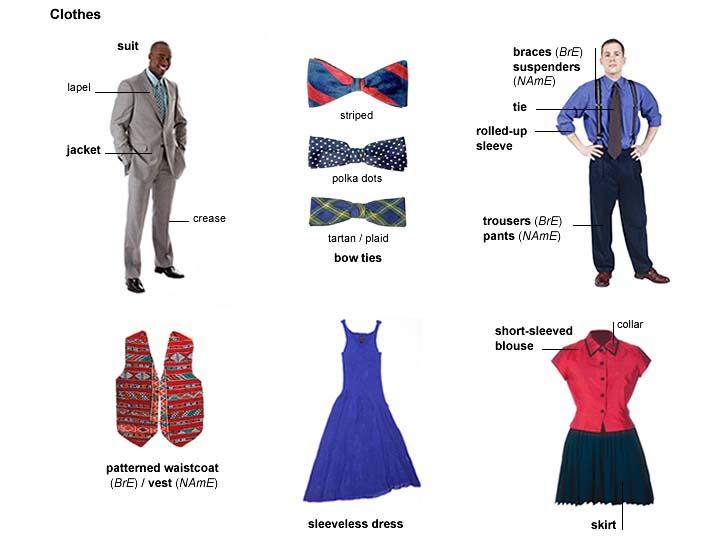 Clothes
suit
lapel
jacket
crease
striped
polka dots
tartan / plaid
bow ties
braces (BrE)
suspenders
(NAmE)
tie
rolled-up
sleeve
trousers (BrE)
pants (NAmE)
patterned waistcoat
(BrE) / vest (NAmE)
sleeveless dress
short-sleeved
blouse
collar
skirt